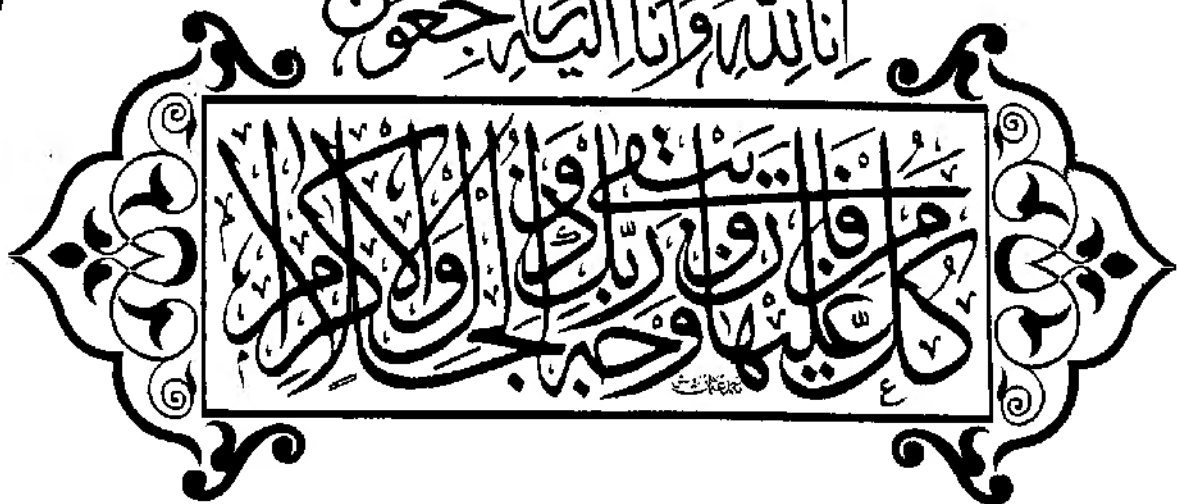 إنا لله وإنا إليه راجعون
كل من عليها فان ويبقى وجه ربك ذو الجلال والإكرام